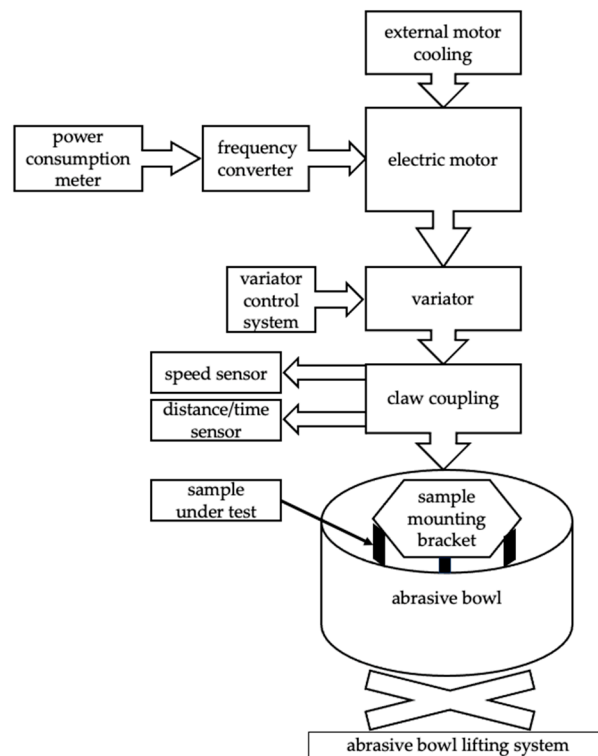 external motor
cooling
power
consumption
meter
frequency
converter
electric motor
variator
control
system
variator
speed sensor
claw coupling
distance/time
sensor
sample
under test
sample
mounting
bracket
abrasive bowl
abrasive bowl lifting system